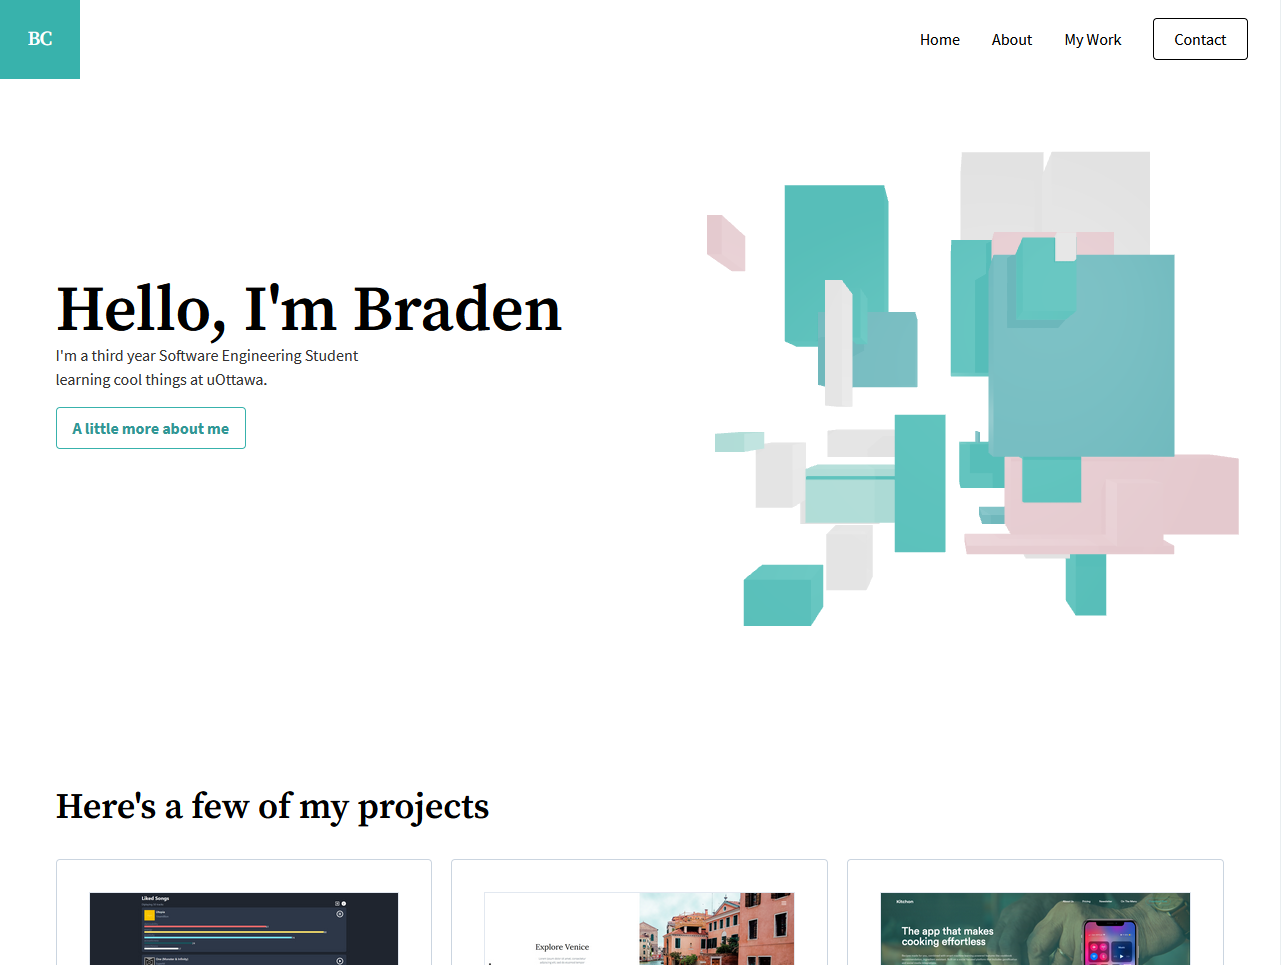 BC
Home
About
My Work
Contact
Hello, I'm Braden
I'm a third year Software Engineering Student
learning cool things at uOttawa.
A little more about me
Here's a few of my projects
Liked Songs
Explore Venice
Kitchen
The app that makes
cooking effortless